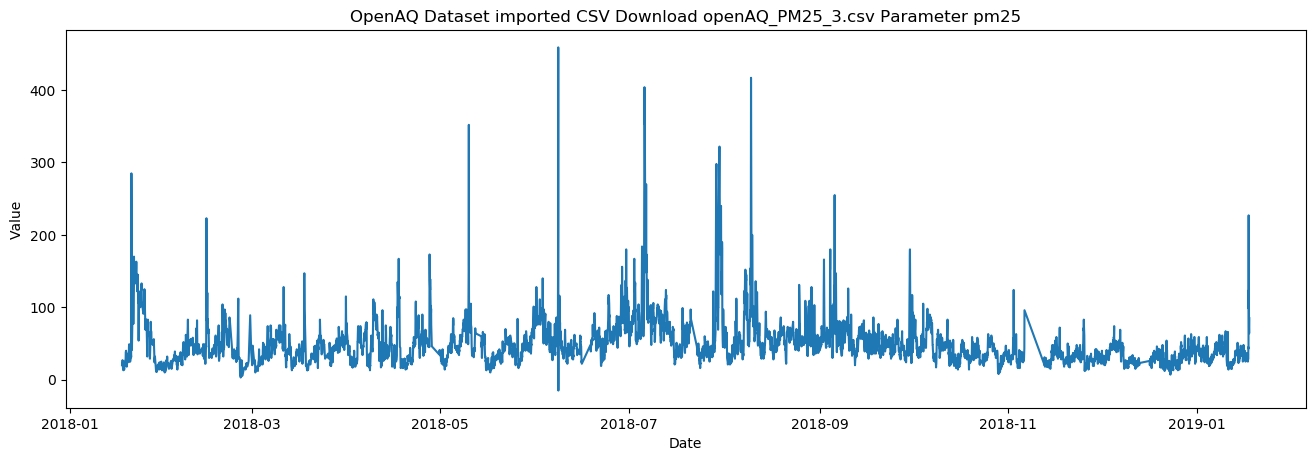 OpenAQ Dataset imported CSV Download openAQ_PM25_3.csv Parameter pm25
Value
400
300
200
100
0
2018-01 2018-03 2018-05 2018-07 2018-09 2018-11 2019-01
Date